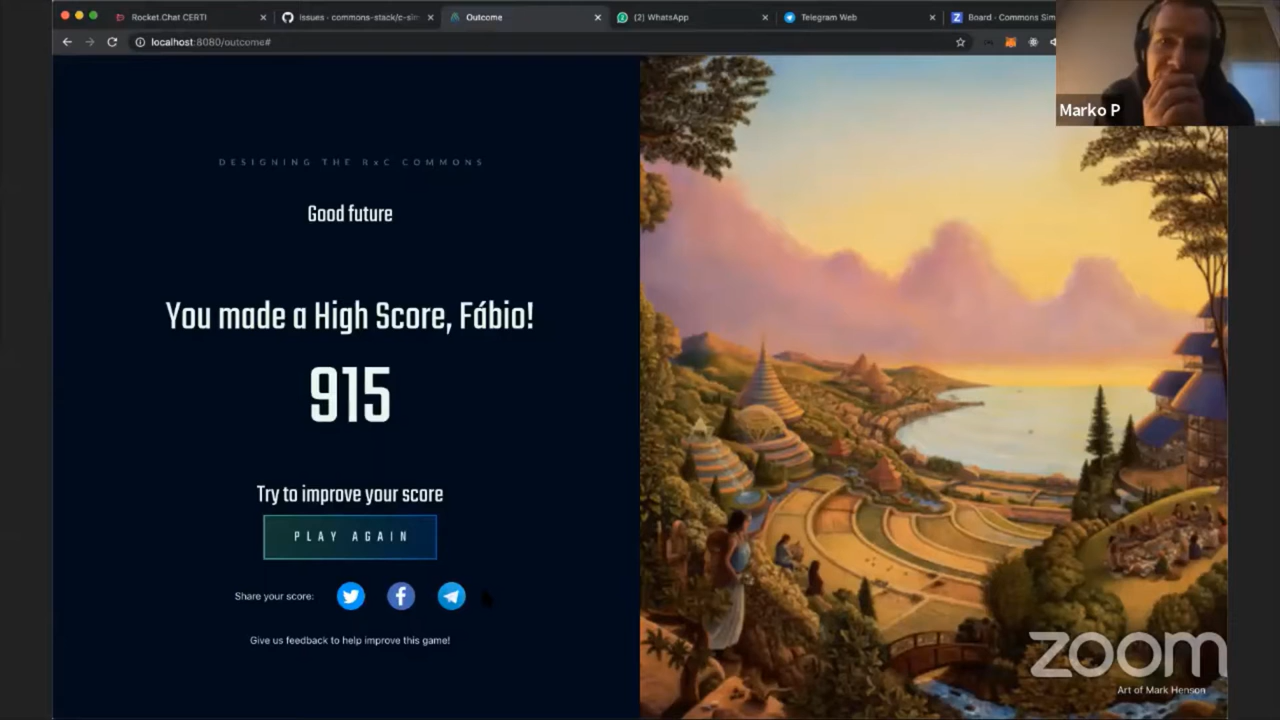 Rocket.Chat CERTI
Issues · commons-stack/c-sim
Outcome
(2) WhatsApp
Telegram Web
Board - Commons Sim
localhost:8080/outcome#
Marko P
DESIGNING THE RxC COMMONS
Good future
You made a High Score, Fábio!
915
Try to improve your score
PLAY AGAIN
Share your score:
Give us feedback to help improve this game!
zoom
Art of Mark Henson